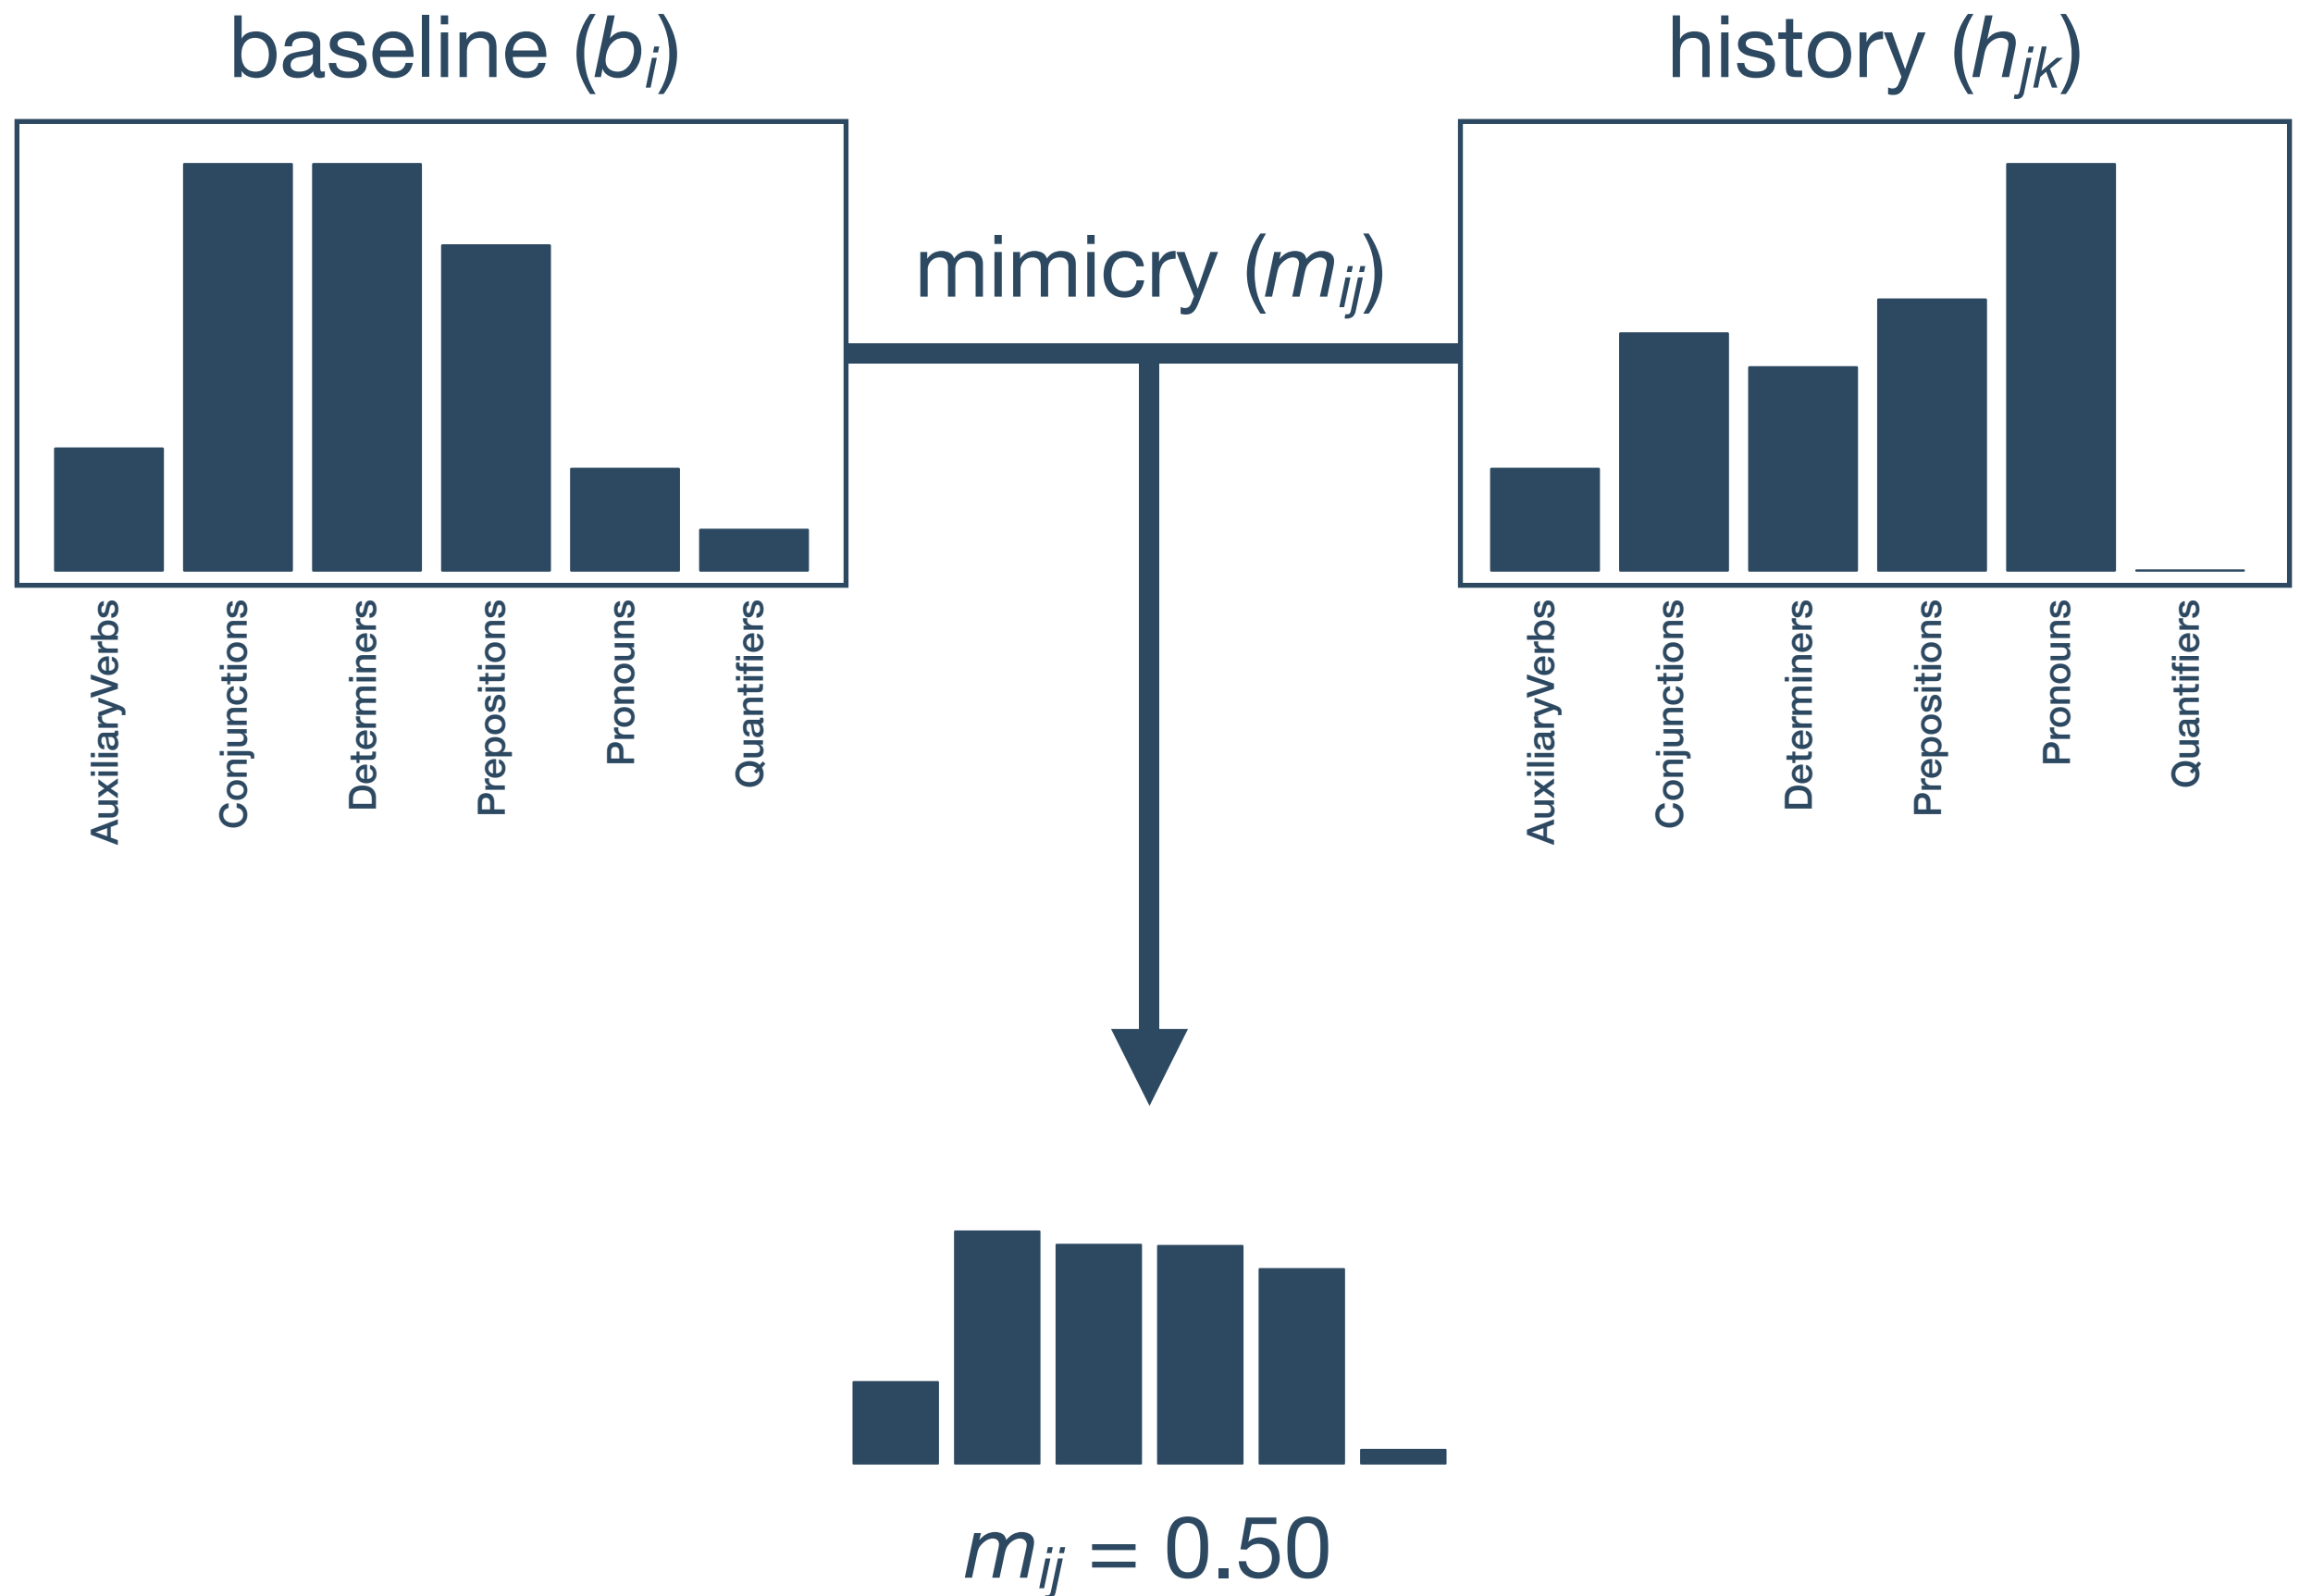 baseline (bi)
history (hjk)
mimicry (mij)
AuxiliaryVerbs
Conjunctions
Determiners
Prepositions
Pronouns
Quantifiers
AuxiliaryVerbs
Conjunctions
Determiners
Prepositions
Pronouns
Quantifiers
mij = 0.50